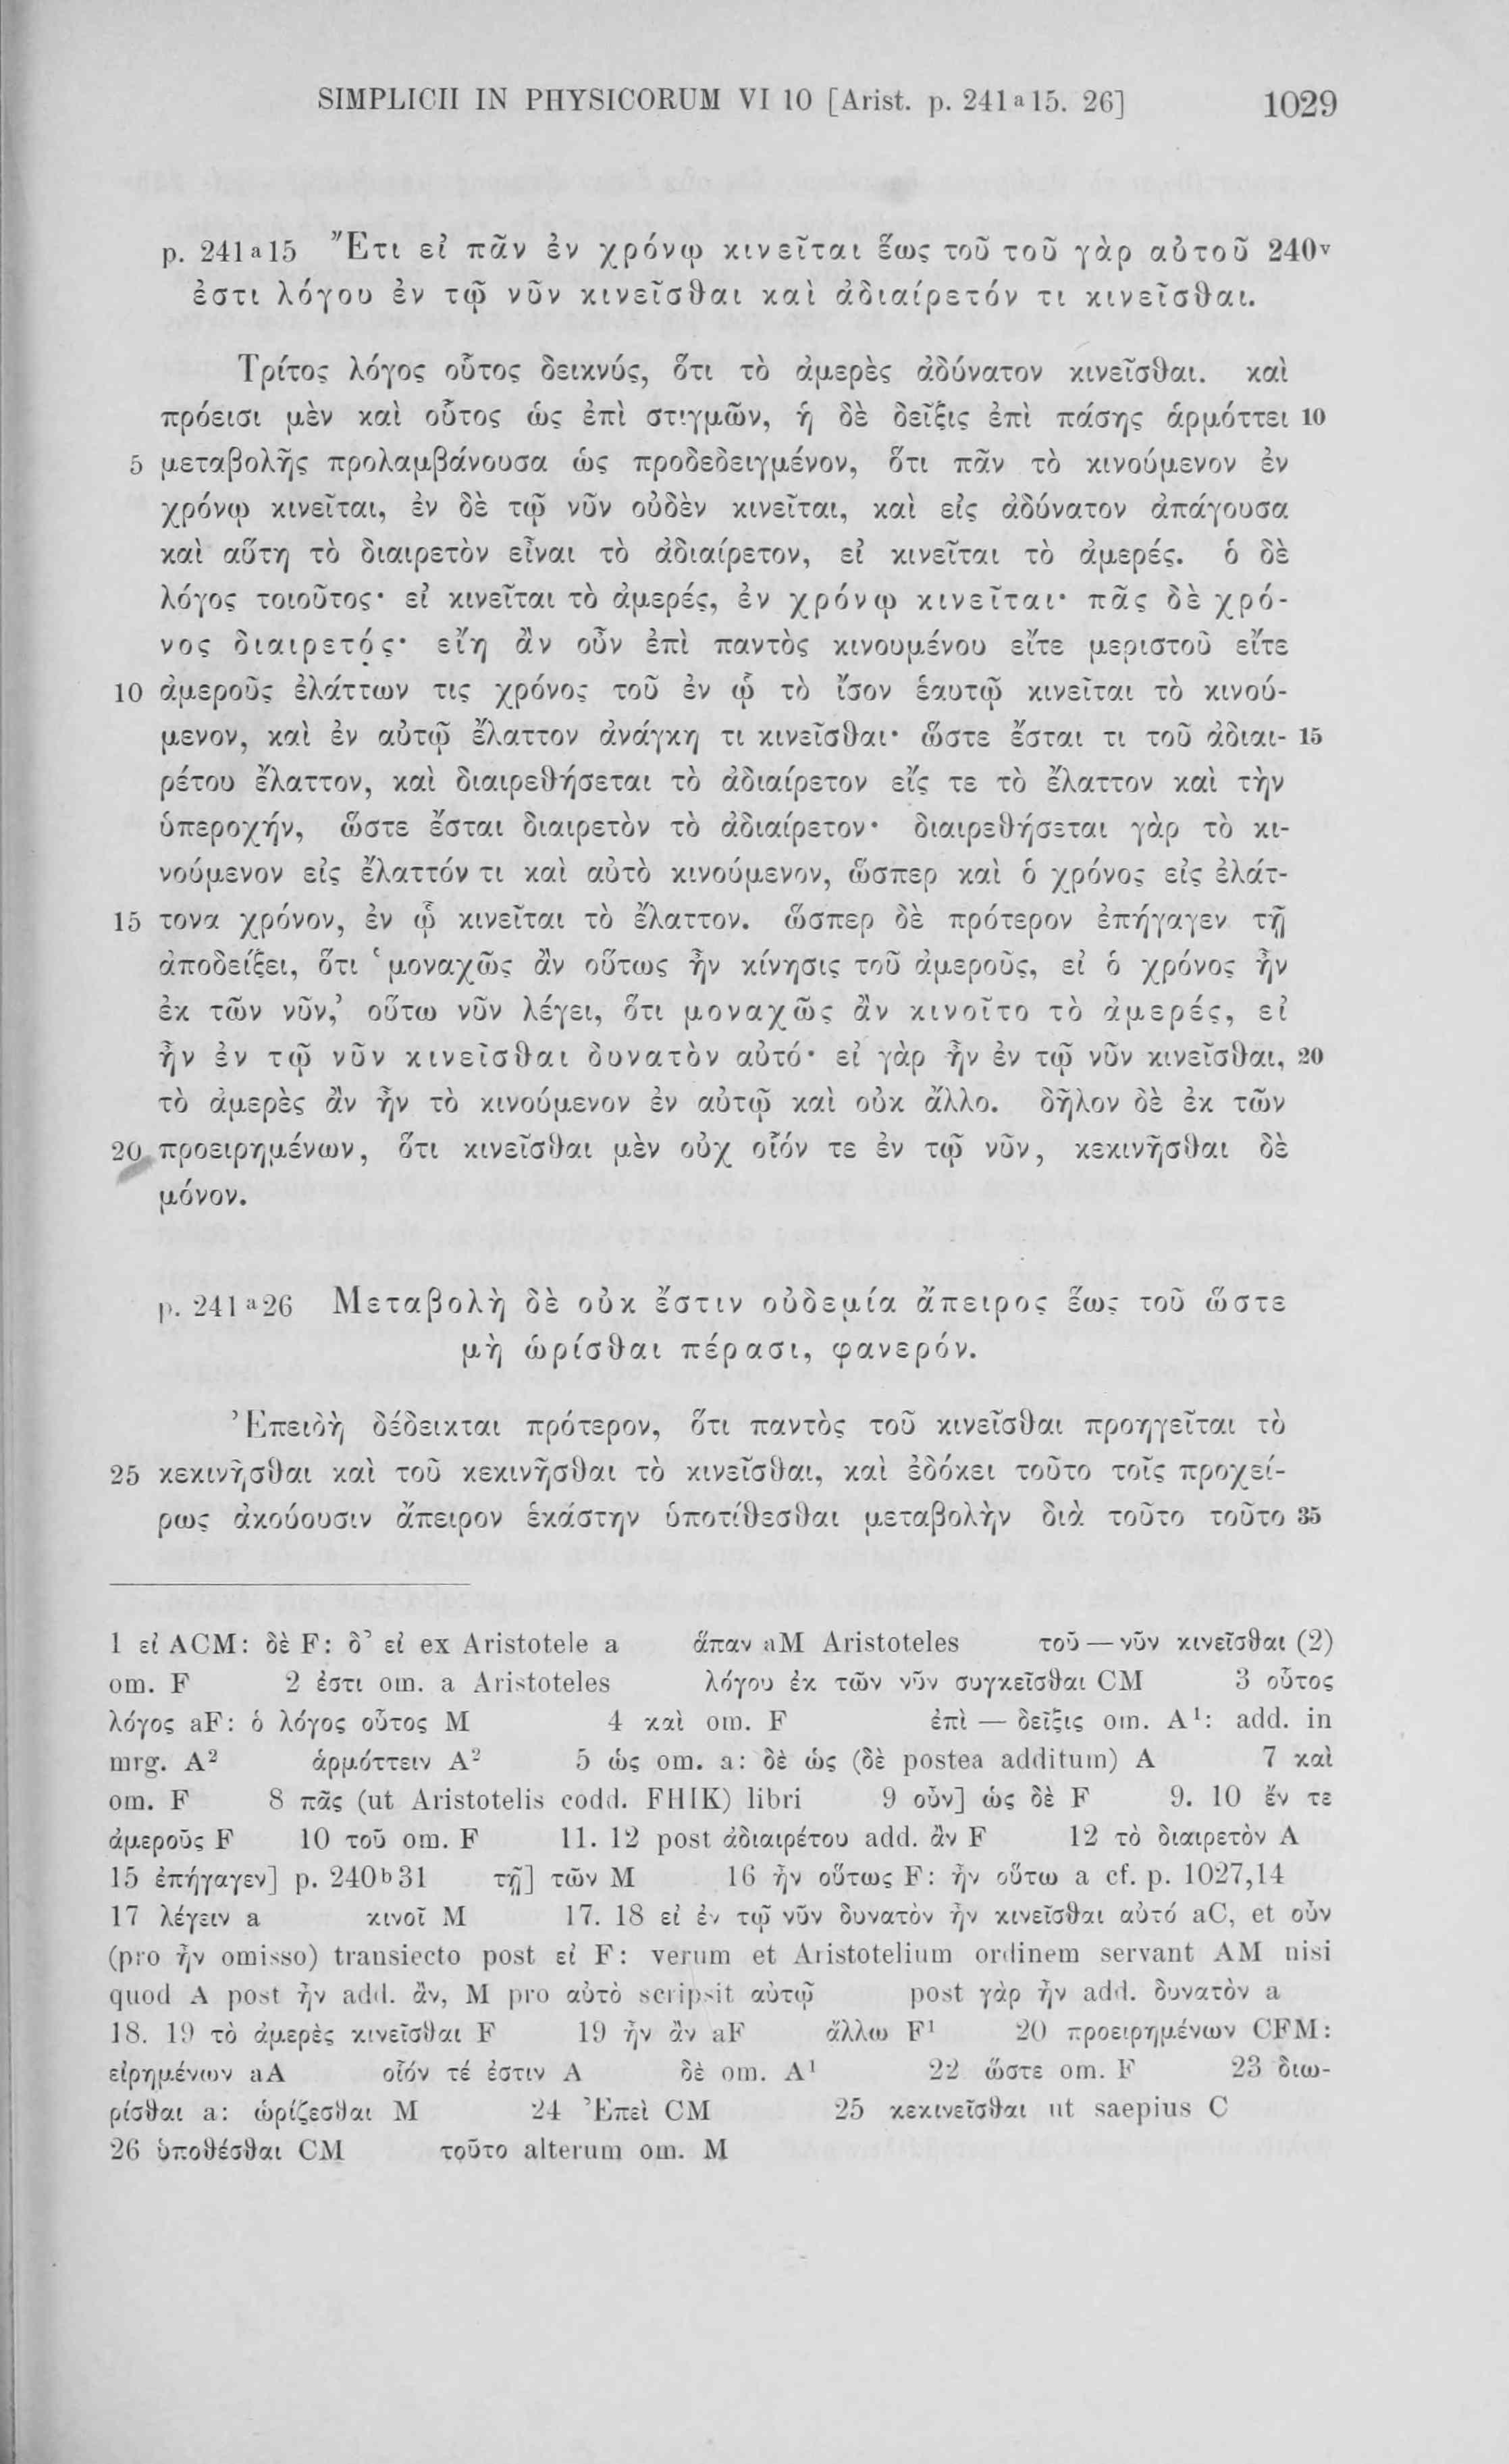 SIMPLICII IN PHYSICORUM VI 10 [Arist. p. 241ᵃ15. 26] 1029
p. 241ᵃ15 Ἔτι εἰ πᾶν ἐν χρόνῳ κινεῖται ἕως τοῦ τοῦ γὰρ αὐτοῦ 240ᵛ
ἐστι λόγου ἐν τῷ νῦν κινεῖσθαι καὶ ἀδιαίρετόν τι κινεῖσθαι.
Τρίτος λόγος οὗτος δεικνύς, ὅτι τὸ ἀμερὲς ἀδύνατον κινεῖσθαι. καὶ
πρόεισι μὲν καὶ οὗτος ὡς ἐπὶ στιγμῶν, ἡ δὲ δεῖξις ἐπὶ πάσης ἁρμόττει 10
5 μεταβολῆς προλαμβάνουσα ὡς προδεδειγμένον, ὅτι πᾶν τὸ κινούμενον ἐν
χρόνῳ κινεῖται, ἐν δὲ τῷ νῦν οὐδὲν κινεῖται, καὶ εἰς ἀδύνατον ἀπάγουσα
καὶ αὕτη τὸ διαιρετὸν εἶναι τὸ ἀδιαίρετον, εἰ κινεῖται τὸ ἀμερές. ὁ δὲ
λόγος τοιοῦτος· εἰ κινεῖται τὸ ἀμερές, ἐν χρόνῳ κινεῖται· πᾶς δὲ χρό-
νος διαιρετός· εἴη ἂν οὖν ἐπὶ παντὸς κινουμένου εἴτε μεριστοῦ εἴτε
10 ἀμεροῦς ἐλάττων τις χρόνος τοῦ ἐν ᾧ τὸ ἴσον ἑαυτῷ κινεῖται τὸ κινού-
μενον, καὶ ἐν αὐτῷ ἔλαττον ἀνάγκη τι κινεῖσθαι· ὥστε ἔσται τι τοῦ ἀδιαι- 15
ρέτου ἔλαττον, καὶ διαιρεθήσεται τὸ ἀδιαίρετον εἴς τε τὸ ἔλαττον καὶ τὴν
ὑπεροχήν, ὥστε ἔσται διαιρετὸν τὸ ἀδιαίρετον· διαιρεθήσεται γὰρ τὸ κι-
νούμενον εἰς ἔλαττόν τι καὶ αὐτὸ κινούμενον, ὥσπερ καὶ ὁ χρόνος εἰς ἐλάτ-
15 τονα χρόνον, ἐν ᾧ κινεῖται τὸ ἔλαττον. ὥσπερ δὲ πρότερον ἐπήγαγεν τῇ
ἀποδείξει, ὅτι ‘μοναχῶς ἂν οὕτως ἦν κίνησις τοῦ ἀμεροῦς, εἰ ὁ χρόνος ἦν
ἐκ τῶν νῦν,’ οὕτω νῦν λέγει, ὅτι μοναχῶς ἂν κινοῖτο τὸ ἀμερές, εἰ
ἦν ἐν τῷ νῦν κινεῖσθαι δυνατὸν αὐτό· εἰ γὰρ ἦν ἐν τῷ νῦν κινεῖσθαι, 20
τὸ ἀμερὲς ἂν ἦν τὸ κινούμενον ἐν αὐτῷ καὶ οὐκ ἄλλο. δῆλον δὲ ἐκ τῶν
20 προειρημένων, ὅτι κινεῖσθαι μὲν οὐχ οἷόν τε ἐν τῷ νῦν, κεκινῆσθαι δὲ
μόνον.
p. 241ᵃ26 Μεταβολὴ δὲ οὐκ ἔστιν οὐδεμία ἄπειρος ἕως τοῦ ὥστε
μὴ ὡρίσθαι πέρασι, φανερόν.
Ἐπειδὴ δέδεικται πρότερον, ὅτι παντὸς τοῦ κινεῖσθαι προηγεῖται τὸ
25 κεκινῆσθαι καὶ τοῦ κεκινῆσθαι τὸ κινεῖσθαι, καὶ ἐδόκει τοῦτο τοῖς προχεί-
ρως ἀκούουσιν ἄπειρον ἑκάστην ὑποτίθεσθαι μεταβολὴν διὰ τοῦτο τοῦτο 35
1 εἰ ACM: δὲ F: δ’ εἰ ex Aristotele a ἅπαν aM Aristoteles τοῦ — νῦν κινεῖσθαι (2)
om. F 2 ἐστι om. a Aristoteles λόγου ἐκ τῶν νῦν συγκεῖσθαι CM 3 οὗτος
λόγος aF: ὁ λόγος οὗτος M 4 καὶ om. F ἐπὶ — δεῖξις om. A¹: add. in
mrg. A² ἁρμόττειν A² 5 ὡς om. a: δὲ ὡς (δὲ postea additum) A 7 καὶ
om. F 8 πᾶς (ut Aristotelis codd. FHIK) libri 9 οὖν] ὡς δὲ F 9. 10 ἔν τε
ἀμεροῦς F 10 τοῦ om. F 11. 12 post ἀδιαιρέτου add. ἂν F 12 τὸ διαιρετὸν A
15 ἐπήγαγεν] p. 240ᵇ31 τῇ] τῶν M 16 ἦν οὕτως F: ἦν οὕτω a cf. p. 1027,14
17 λέγειν a κινοῖ M 17. 18 εἰ ἐν τῷ νῦν δυνατὸν ἦν κινεῖσθαι αὐτό aC, et οὖν
(pro ἦν omisso) transiecto post εἰ F: verum et Aristotelium ordinem servant AM nisi
quod A post ἦν add. ἂν, M pro αὐτὸ scripsit αὐτῷ post γὰρ ἦν add. δυνατὸν a
18. 19 τὸ ἀμερὲς κινεῖσθαι F 19 ἦν ἂν aF ἄλλω F¹ 20 προειρημένων CFM:
εἰρημένων aA οἷόν τέ ἐστιν A δὲ om. A¹ 22 ὥστε om. F 23 διω-
ρίσθαι a: ὡρίζεσθαι M 24 Ἐπεὶ CM 25 κεκινεῖσθαι ut saepius C
26 ὑποθέσθαι CM τοῦτο alterum om. M